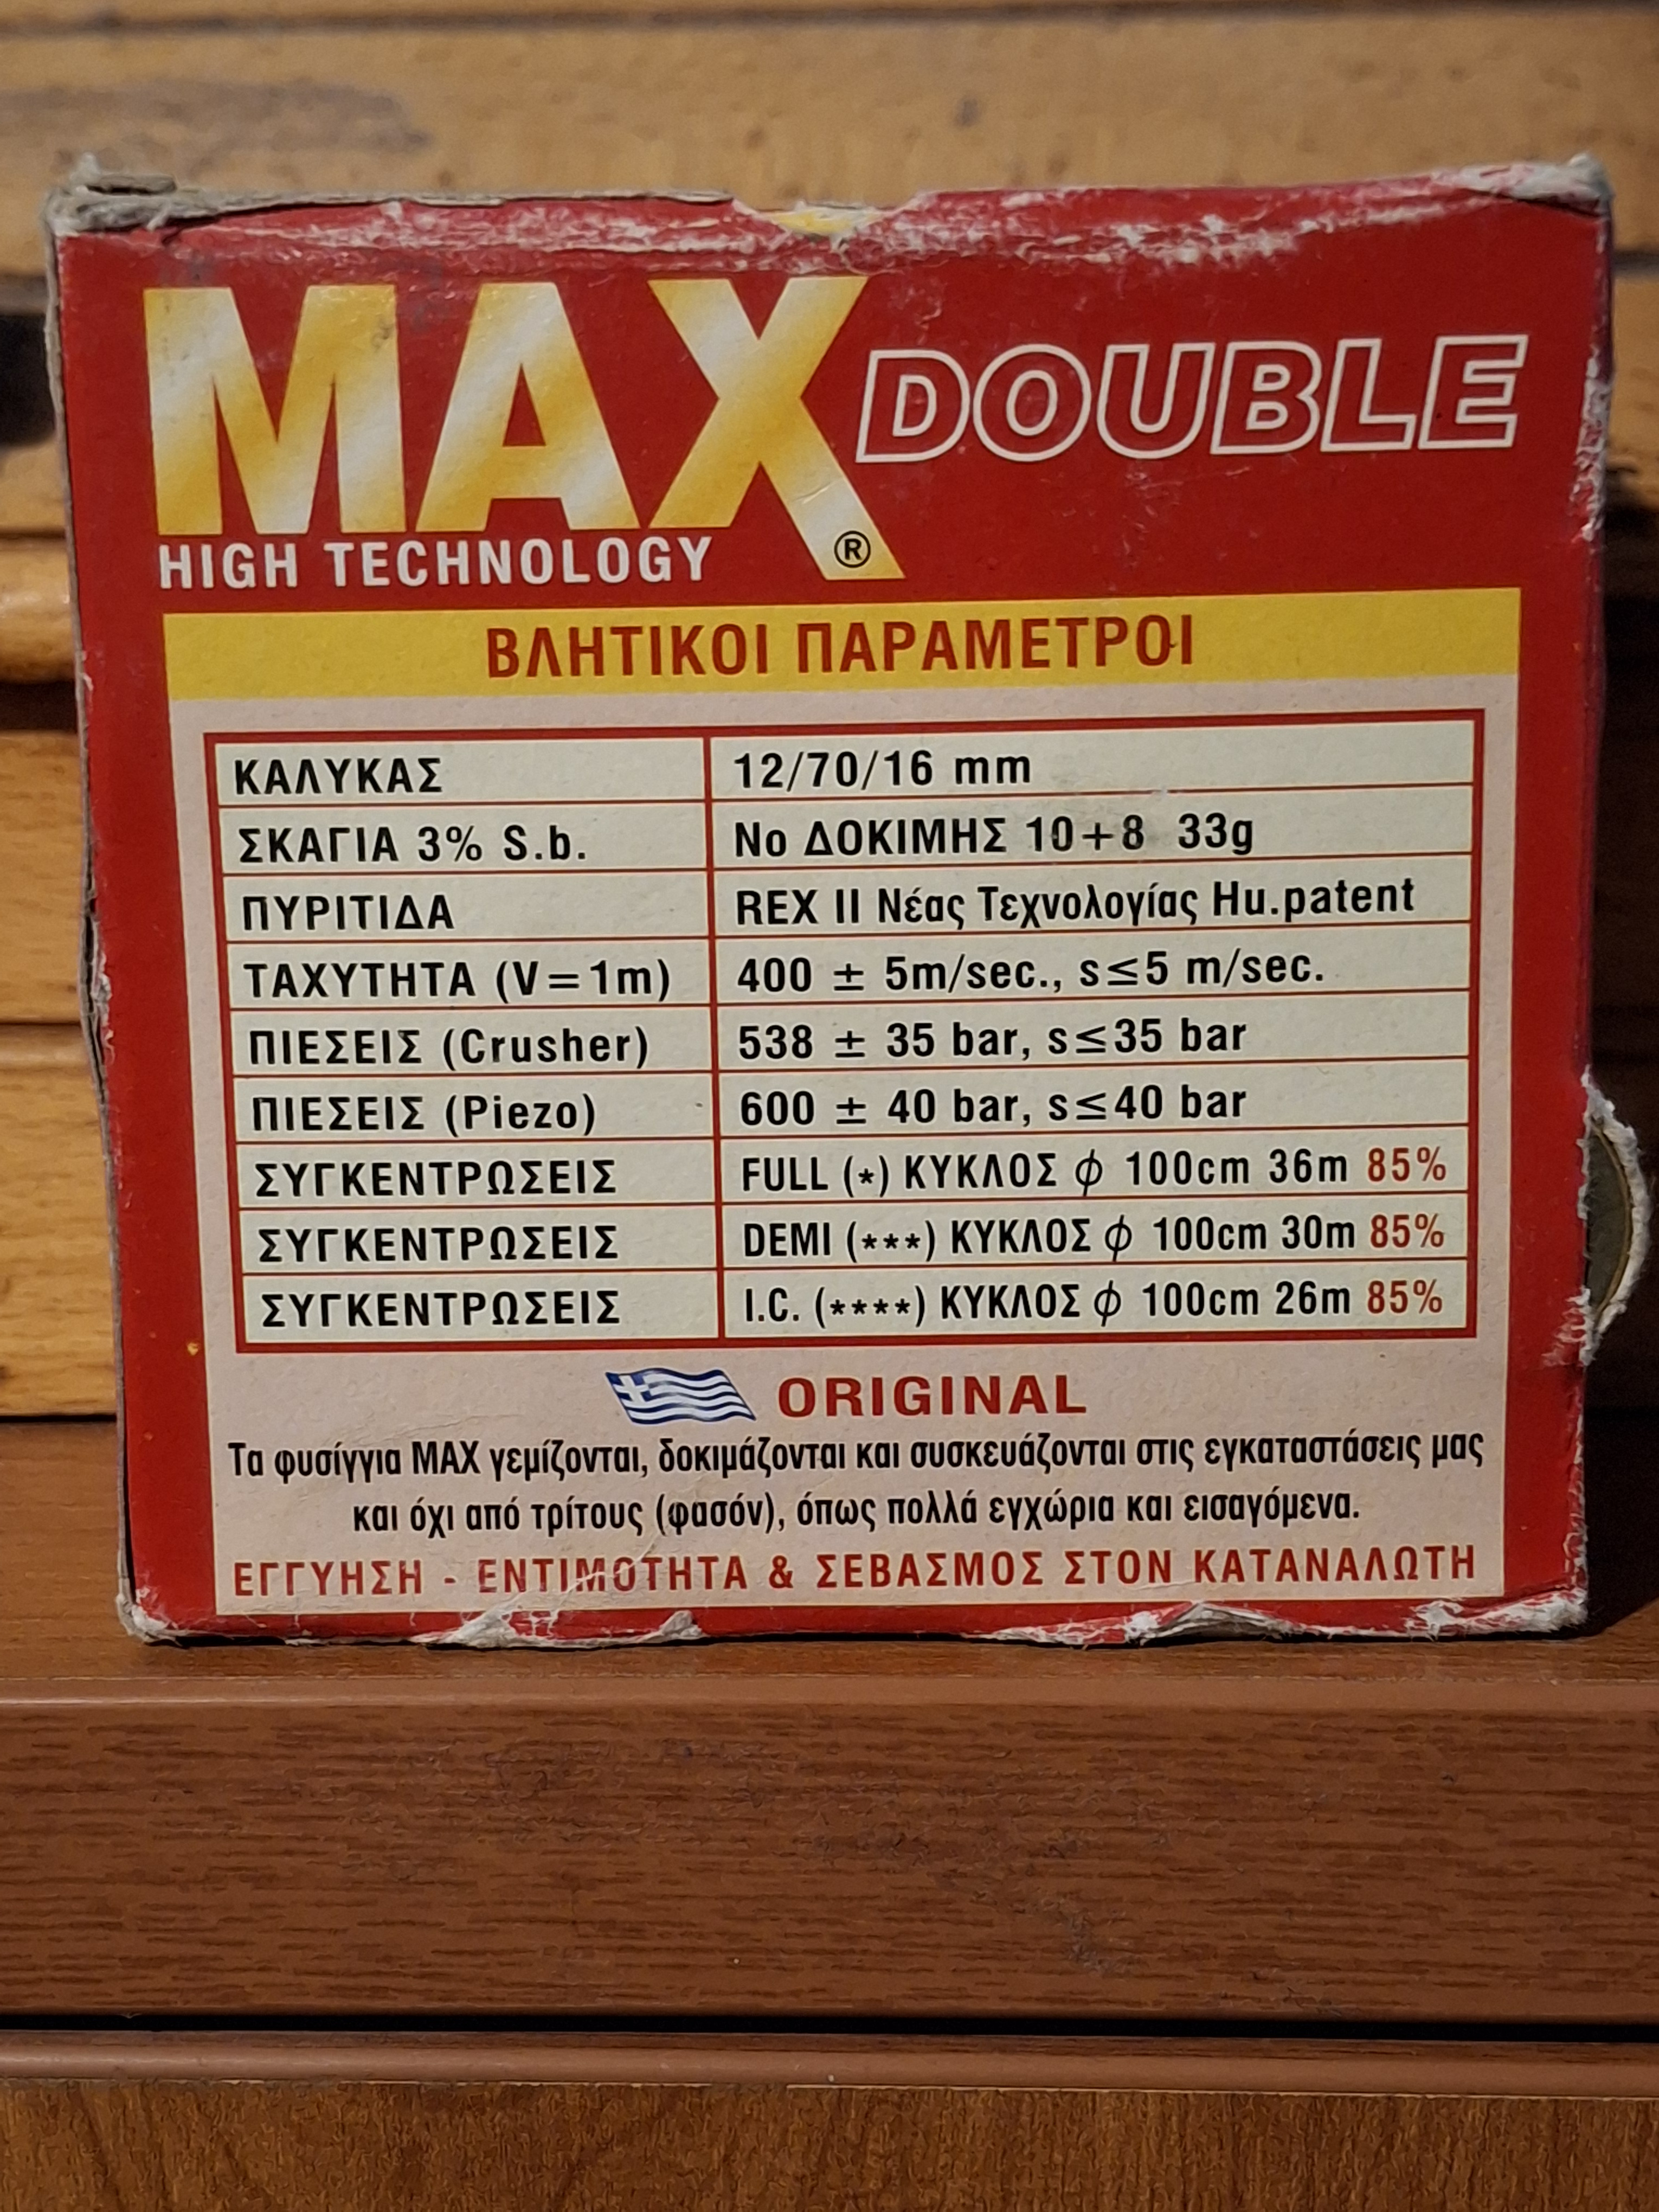 MAX DOUBLE
HIGH TECHNOLOGY ®
ΒΛΗΤΙΚΟΙ ΠΑΡΑΜΕΤΡΟΙ
ΚΑΛΥΚΑΣ 12/70/16 mm
ΣΚΑΓΙΑ 3% S.b. No ΔΟΚΙΜΗΣ 10+8 33g
ΠΥΡΙΤΙΔΑ REX II Νέας Τεχνολογίας Hu.patent
ΤΑΧΥΤΗΤΑ (V=1m) 400 ± 5m/sec., s≤5 m/sec.
ΠΙΕΣΕΙΣ (Crusher) 538 ± 35 bar, s≤35 bar
ΠΙΕΣΕΙΣ (Piezo) 600 ± 40 bar, s≤40 bar
ΣΥΓΚΕΝΤΡΩΣΕΙΣ FULL (*) ΚΥΚΛΟΣ φ 100cm 36m 85%
ΣΥΓΚΕΝΤΡΩΣΕΙΣ DEMI (***) ΚΥΚΛΟΣ φ 100cm 30m 85%
ΣΥΓΚΕΝΤΡΩΣΕΙΣ I.C. (****) ΚΥΚΛΟΣ φ 100cm 26m 85%
ORIGINAL
Τα φυσίγγια MAX γεμίζονται, δοκιμάζονται και συσκευάζονται στις εγκαταστάσεις μας
και όχι από τρίτους (φασόν), όπως πολλά εγχώρια και εισαγόμενα.
ΕΓΓΥΗΣΗ - ΕΝΤΙΜΟΤΗΤΑ & ΣΕΒΑΣΜΟΣ ΣΤΟΝ ΚΑΤΑΝΑΛΩΤΗ